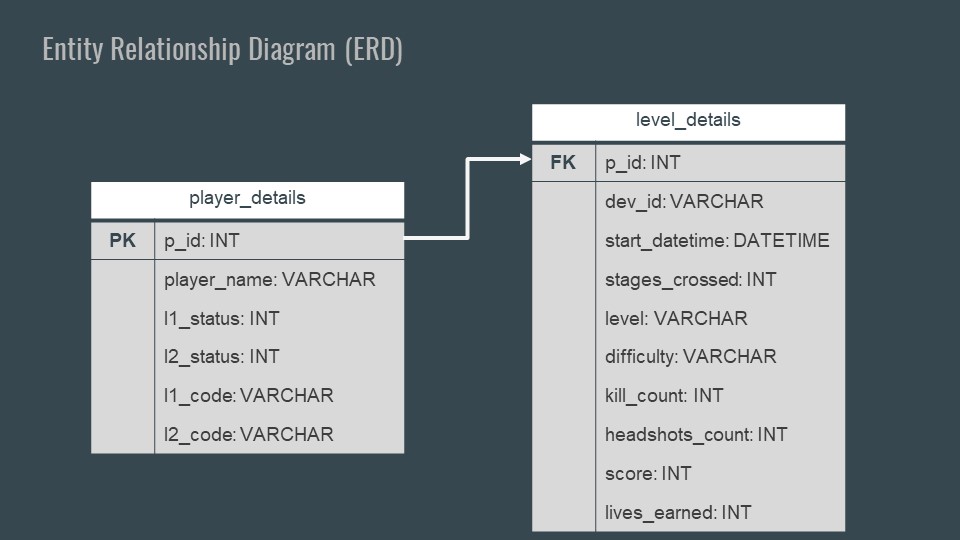 Entity Relationship Diagram (ERD)
player_details
PK p_id: INT
player_name: VARCHAR
l1_status: INT
l2_status: INT
l1_code: VARCHAR
l2_code: VARCHAR
level_details
FK p_id: INT
dev_id: VARCHAR
start_datetime: DATETIME
stages_crossed: INT
level: VARCHAR
difficulty: VARCHAR
kill_count: INT
headshots_count: INT
score: INT
lives_earned: INT